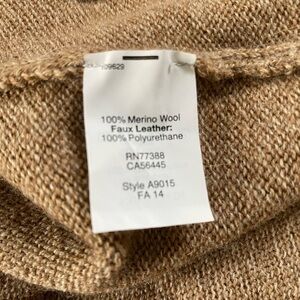 100% Merino Wool
Faux Leather:
100% Polyurethane
RN77388
CA56445
Style A9015
FA 14